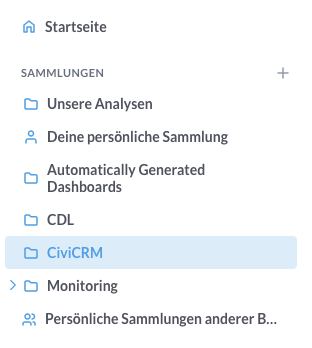 Startseite
SAMMLUNGEN
Unsere Analysen
Deine persönliche Sammlung
Automatically Generated
Dashboards
CDL
CiviCRM
Monitoring
Persönliche Sammlungen anderer B...